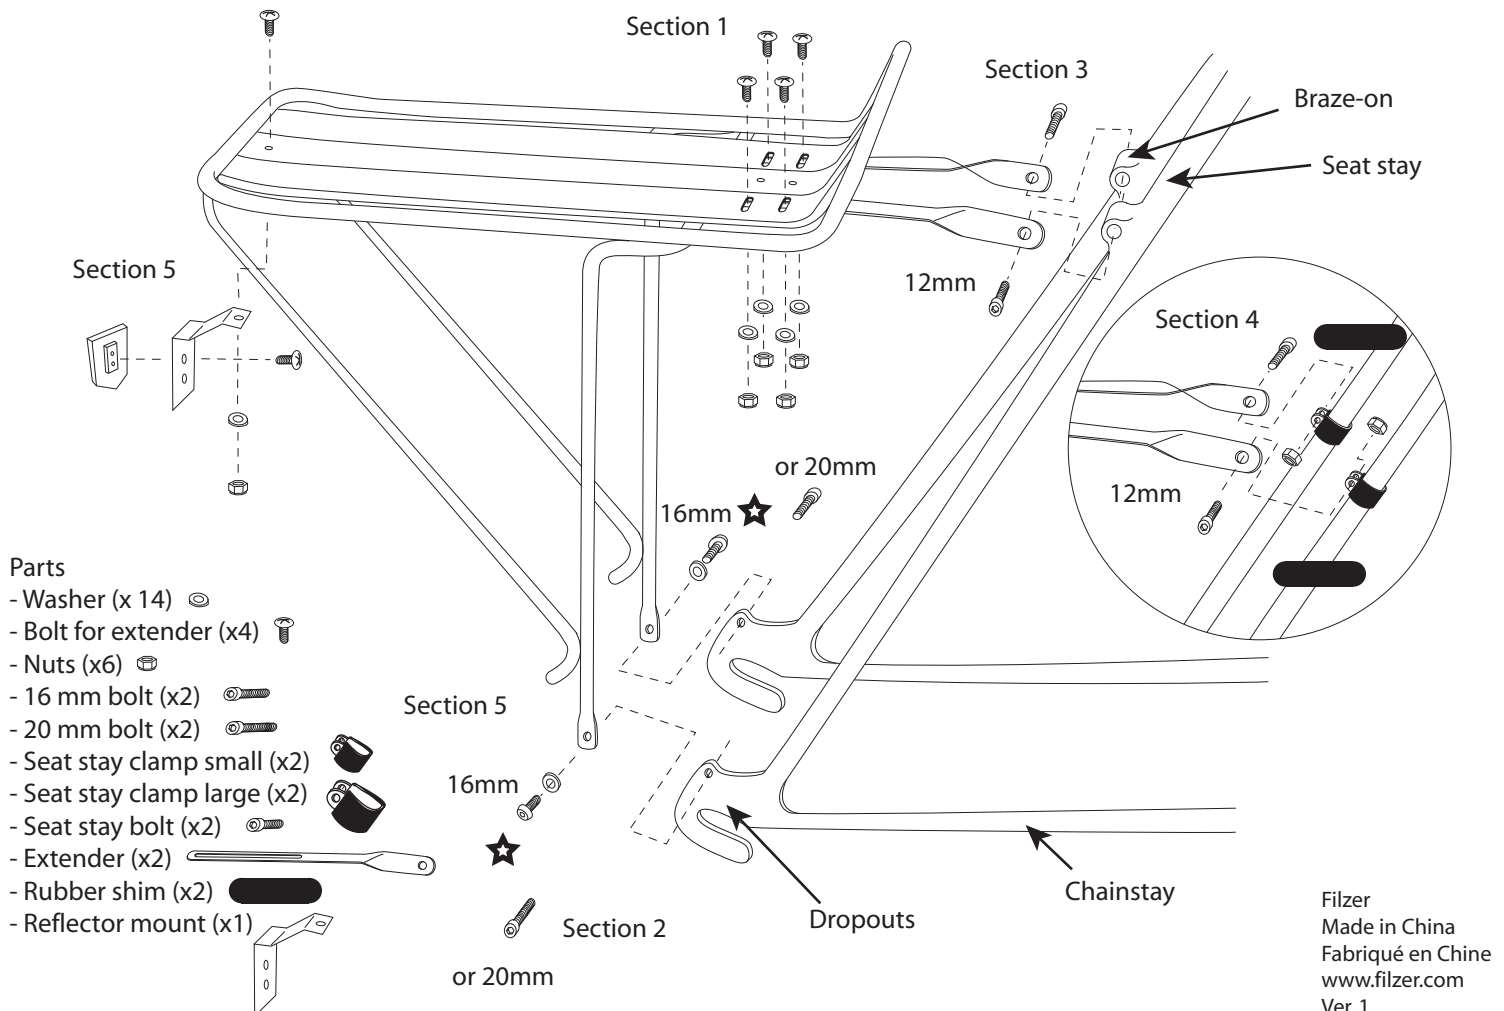 Section 1
Section 3
Braze-on
Seat stay
Section 5
12mm
Section 4
or 20mm
16mm
12mm
Parts
- Washer (x 14)
- Bolt for extender (x4)
- Nuts (x6)
- 16 mm bolt (x2)
- 20 mm bolt (x2)
- Seat stay clamp small (x2)
- Seat stay clamp large (x2)
- Seat stay bolt (x2)
- Extender (x2)
- Rubber shim (x2)
- Reflector mount (x1)
Section 5
16mm
Section 2
or 20mm
Dropouts
Chainstay
Filzer
Made in China
Fabriqué en Chine
www.filzer.com
Ver. 1